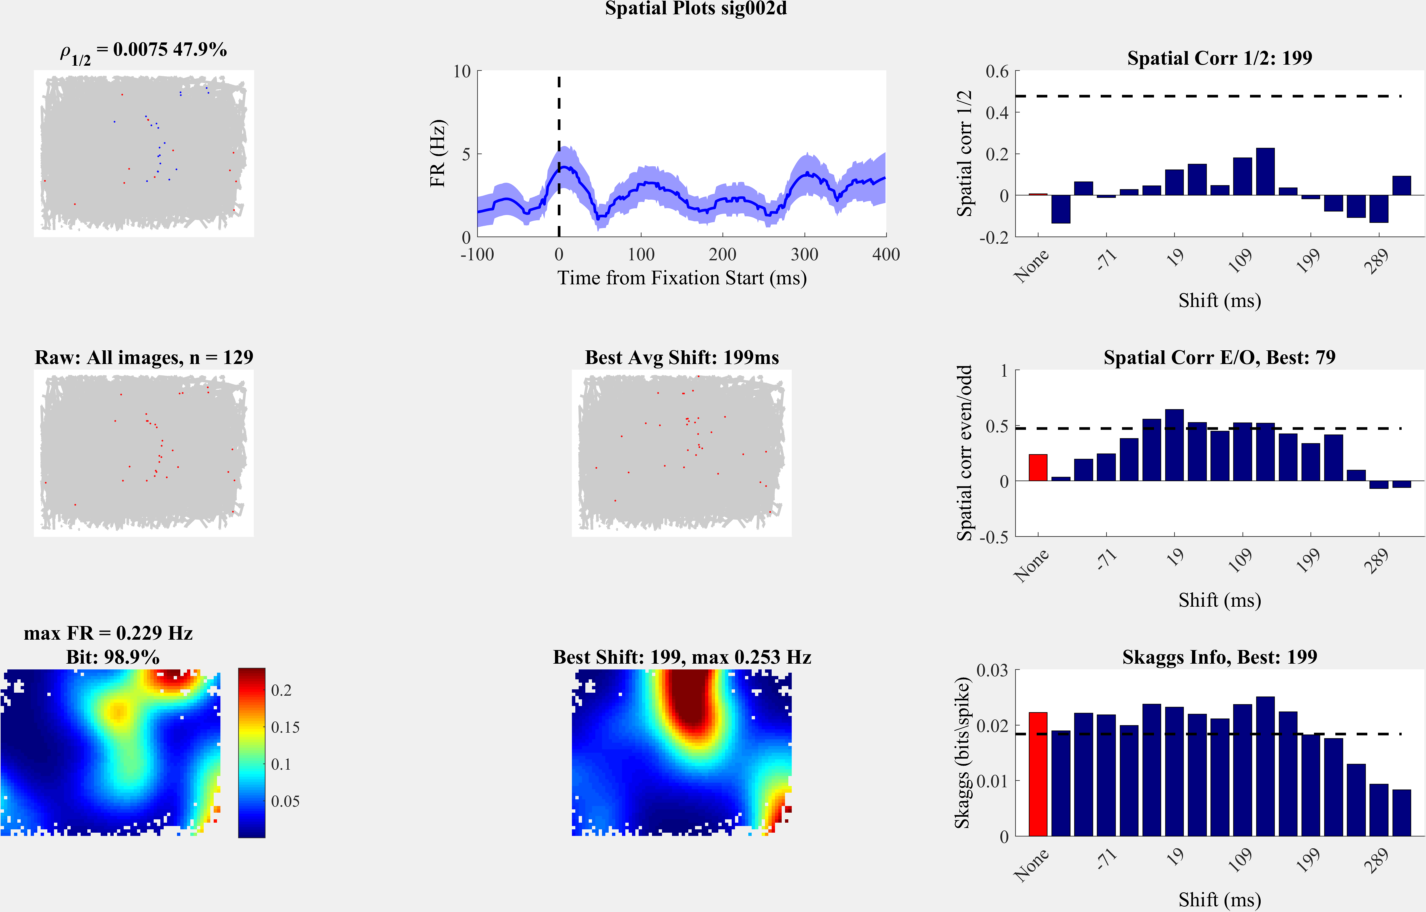 Spatial Plots sig002d
ρ1/2 = 0.0075 47.9%
10
5
0
FR (Hz)
-100 0 100 200 300 400
Time from Fixation Start (ms)
Spatial Corr 1/2: 199
0.6
0.4
0.2
0
-0.2
Spatial corr 1/2
None -71 19 109 199 289
Shift (ms)
Raw: All images, n = 129
Best Avg Shift: 199ms
Spatial Corr E/O, Best: 79
1
0.5
0
-0.5
Spatial corr even/odd
None -71 19 109 199 289
Shift (ms)
max FR = 0.229 Hz
Bit: 98.9%
0.2
0.15
0.1
0.05
Best Shift: 199, max 0.253 Hz
Skaggs Info, Best: 199
0.03
0.02
0.01
0
Skaggs (bits\spike)
None -71 19 109 199 289
Shift (ms)